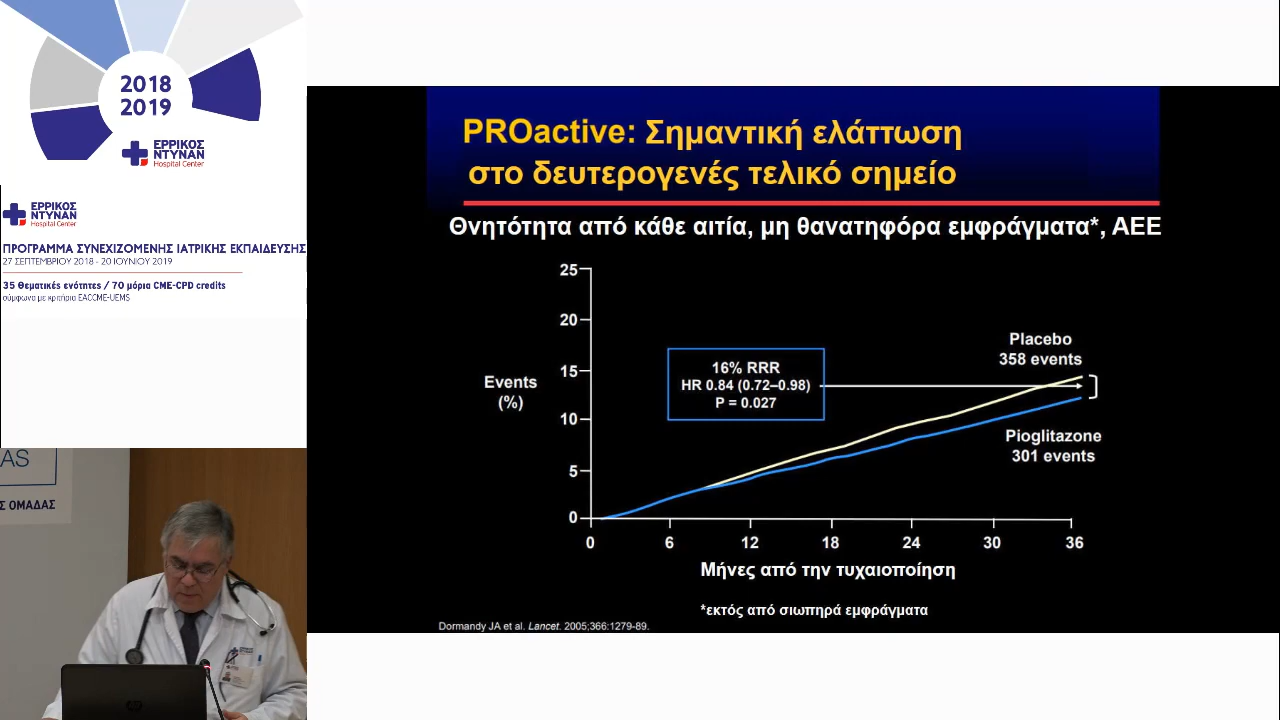 2018
2019
ΕΡΡΙΚΟΣ
ΝΤΥΝΑΝ
Hospital Center
ΕΡΡΙΚΟΣ
ΝΤΥΝΑΝ
Hospital Center
ΠΡΟΓΡΑΜΜΑ ΣΥΝΕΧΙΖΟΜΕΝΗΣ ΙΑΤΡΙΚΗΣ ΕΚΠΑΙΔΕΥΣΗΣ
27 ΣΕΠΤΕΜΒΡΙΟΥ 2018 - 20 ΙΟΥΝΙΟΥ 2019
35 Θεματικές ενότητες / 70 μόρια CME-CPD credits
σύμφωνα με κριτήρια EACCME-UEMS
AS
Σ ΟΜΑΔΑΣ
PROactive: Σημαντική ελάττωση
στο δευτερογενές τελικό σημείο
Θνητότητα από κάθε αιτία, μη θανατηφόρα εμφράγματα*, ΑΕΕ
25
20
15
10
5
0
Events
(%)
16% RRR
HR 0.84 (0.72–0.98)
P = 0.027
Placebo
358 events
Pioglitazone
301 events
0 6 12 18 24 30 36
Μήνες από την τυχαιοποίηση
*εκτός από σιωπηρά εμφράγματα
Dormandy JA et al. Lancet. 2005;366:1279-89.